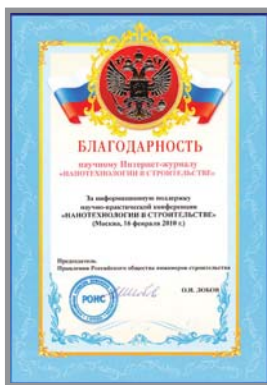 БЛАГОДАРНОСТЬ
научному Интернет-журналу
«НАНОТЕХНОЛОГИИ В СТРОИТЕЛЬСТВЕ»
За информационную поддержку
научно-практической конференции
«НАНОТЕХНОЛОГИИ В СТРОИТЕЛЬСТВЕ»
(Москва, 16 февраля 2010 г.)
Председатель
Правления Российского общества инженеров строительства
РОИС
О.И. ЛОБОВ